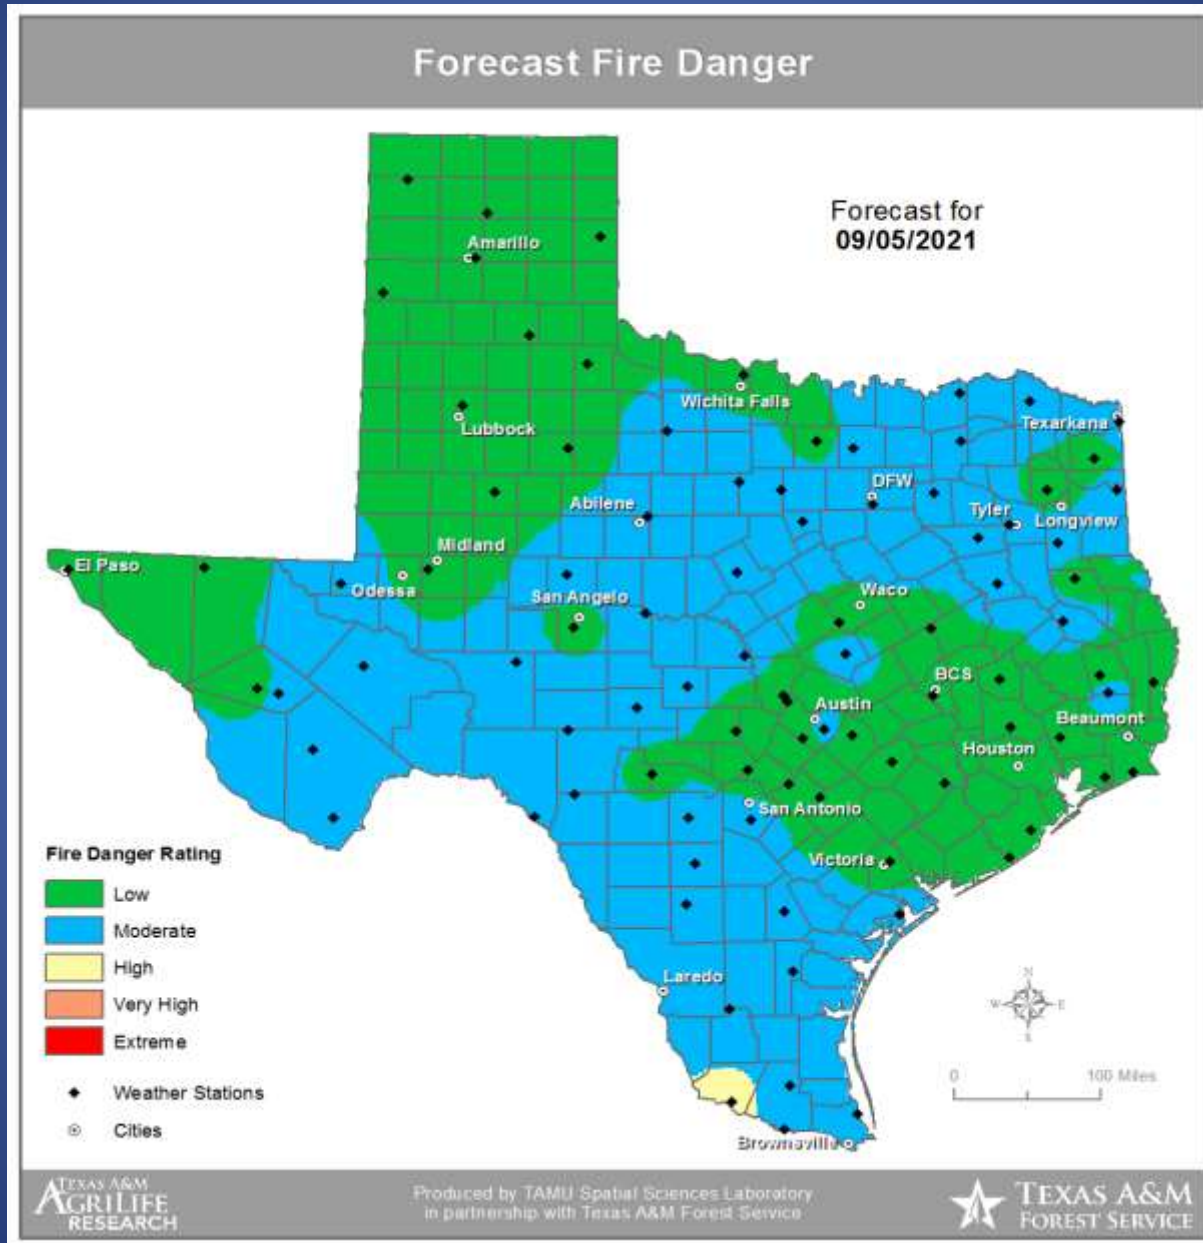 Forecast Fire Danger
Forecast for
09/05/2021
Amarillo
Wichita Falls
Lubbock
Texarkana
DFW
Abilene
Tyler
Longview
Midland
El Paso
Odessa
San Angelo
Waco
BCS
Austin
Beaumont
Houston
San Antonio
Victoria
Laredo
Brownsville
Fire Danger Rating
Low
Moderate
High
Very High
Extreme
Weather Stations
Cities
N
W
E
S
0
100 Miles
TEXAS A&M
AGRILIFE
RESEARCH
Produced by TAMU Spatial Sciences Laboratory
in partnership with Texas A&M Forest Service
TEXAS A&M
FOREST SERVICE